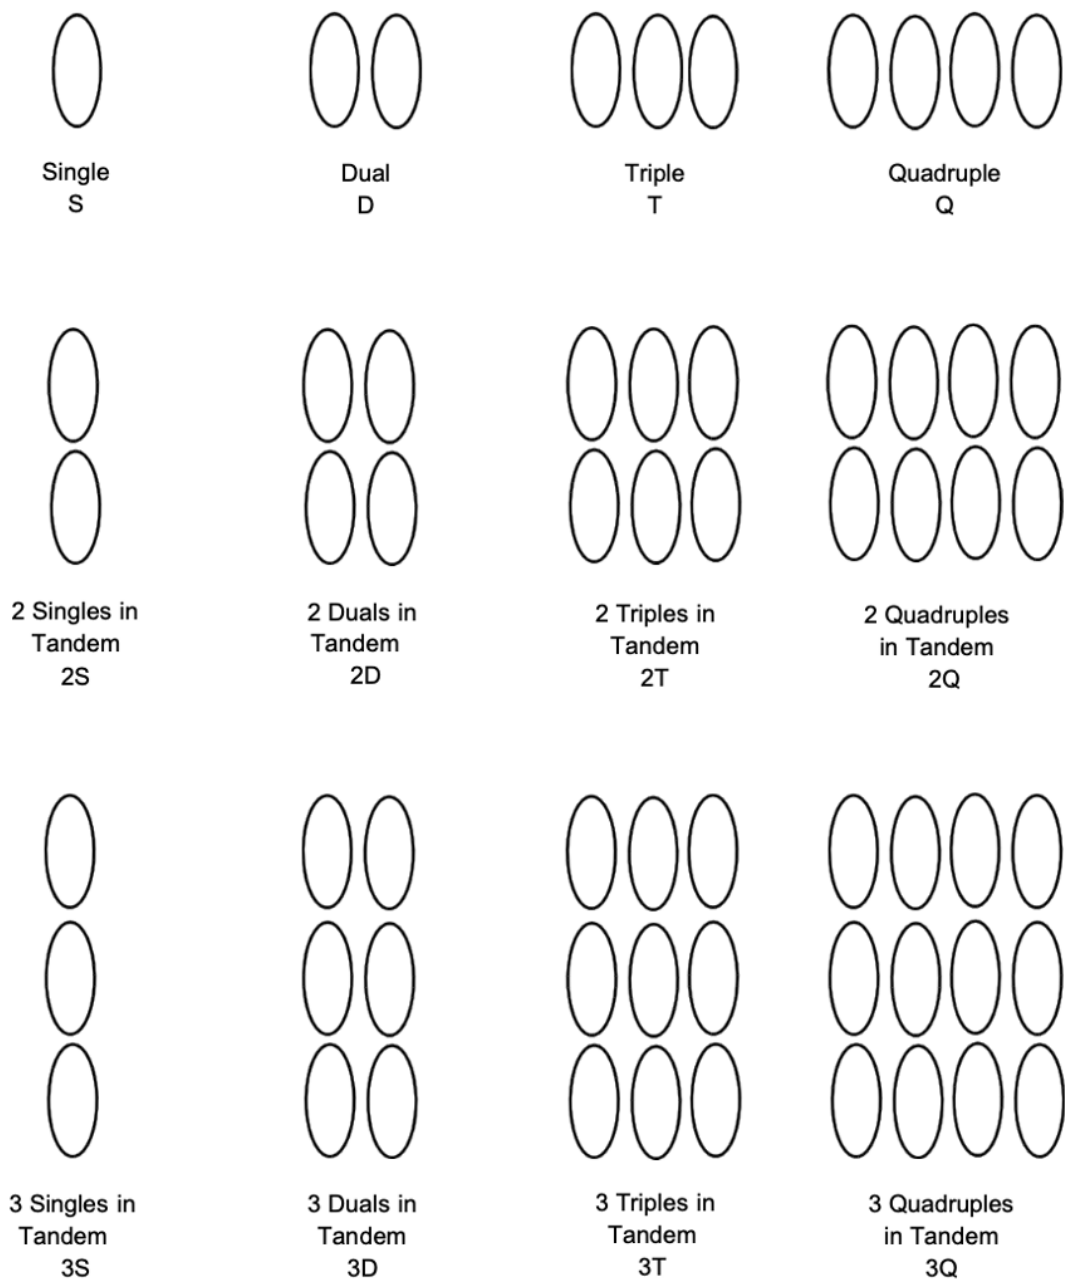 Single
S
Dual
D
Triple
T
Quadruple
Q
2 Singles in
Tandem
2S
2 Duals in
Tandem
2D
2 Triples in
Tandem
2T
2 Quadruples
in Tandem
2Q
3 Singles in
Tandem
3S
3 Duals in
Tandem
3D
3 Triples in
Tandem
3T
3 Quadruples
in Tandem
3Q